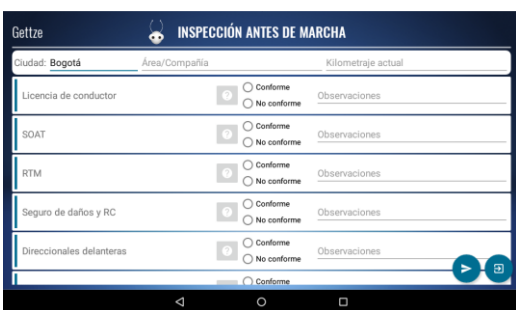 Gettze
INSPECCIÓN ANTES DE MARCHA
Ciudad: Bogotá Área/Compañía Kilometraje actual
Licencia de conductor ? Conforme
No conforme Observaciones
SOAT ? Conforme
No conforme Observaciones
RTM ? Conforme
No conforme Observaciones
Seguro de daños y RC ? Conforme
No conforme Observaciones
Direccionales delanteras ? Conforme
No conforme Observaciones
Conforme